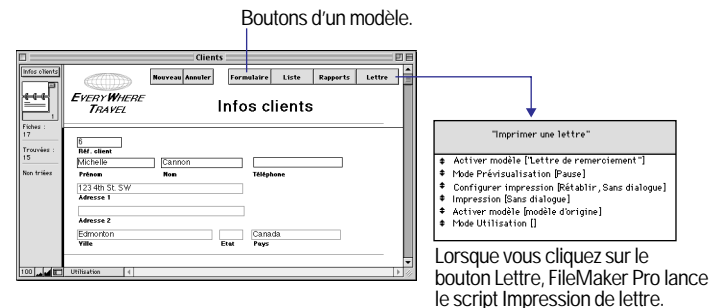 Boutons d'un modèle.
Clients
Infos clients
1
Fiches :
17
Trouvées :
15
Non triées
Nouveau Annuler Formulaire Liste Rapports Lettre
EVERYWHERE
TRAVEL
Infos clients
6
Réf. client
Michelle Cannon
Prénom Nom Téléphone
123 4th St. SW
Adresse 1
Adresse 2
Edmonton Canada
Ville Etat Pays
100 Utilisation
"Imprimer une lettre"
Activer modèle ["Lettre de remerciement"]
Mode Prévisualisation [Pause]
Configurer impression [Rétablir, Sans dialogue]
Impression [Sans dialogue]
Activer modèle [modèle d'origine]
Mode Utilisation []
Lorsque vous cliquez sur le
bouton Lettre, FileMaker Pro lance
le script Impression de lettre.